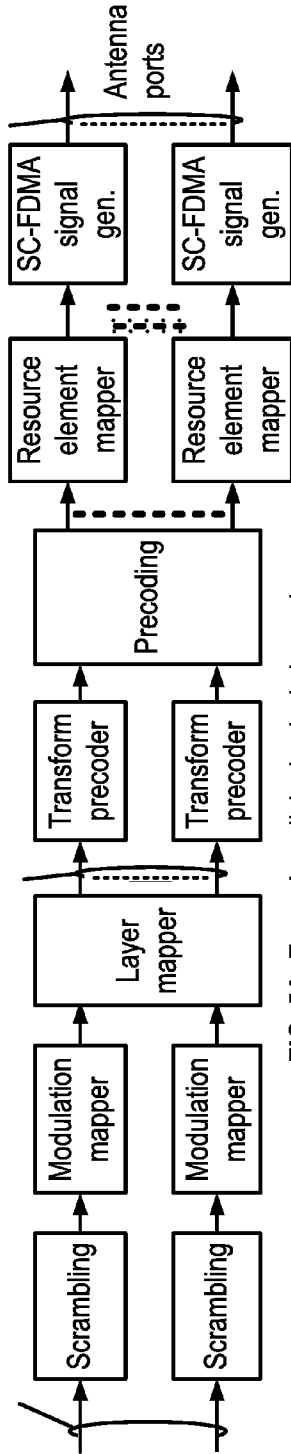 Scrambling
Modulation
mapper
Layer
mapper
Transform
precoder
Precoding
Resource
element
mapper
SC-FDMA
signal
gen.
Antenna
ports
Scrambling
Modulation
mapper
Transform
precoder
Resource
element
mapper
SC-FDMA
signal
gen.